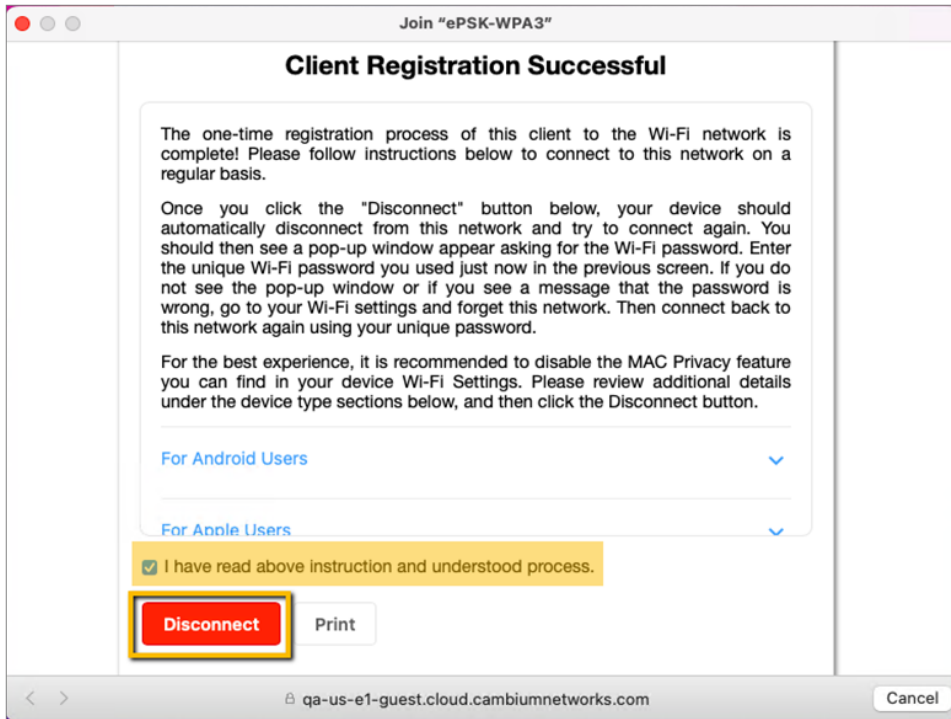 Join “ePSK-WPA3”
Client Registration Successful
The one-time registration process of this client to the Wi-Fi network is
complete! Please follow instructions below to connect to this network on a
regular basis.
Once you click the "Disconnect" button below, your device should
automatically disconnect from this network and try to connect again. You
should then see a pop-up window appear asking for the Wi-Fi password. Enter
the unique Wi-Fi password you used just now in the previous screen. If you do
not see the pop-up window or if you see a message that the password is
wrong, go to your Wi-Fi settings and forget this network. Then connect back to
this network again using your unique password.
For the best experience, it is recommended to disable the MAC Privacy feature
you can find in your device Wi-Fi Settings. Please review additional details
under the device type sections below, and then click the Disconnect button.
For Android Users
For Apple Users
I have read above instruction and understood process.
Disconnect
Print
qa-us-e1-guest.cloud.cambiumnetworks.com
Cancel